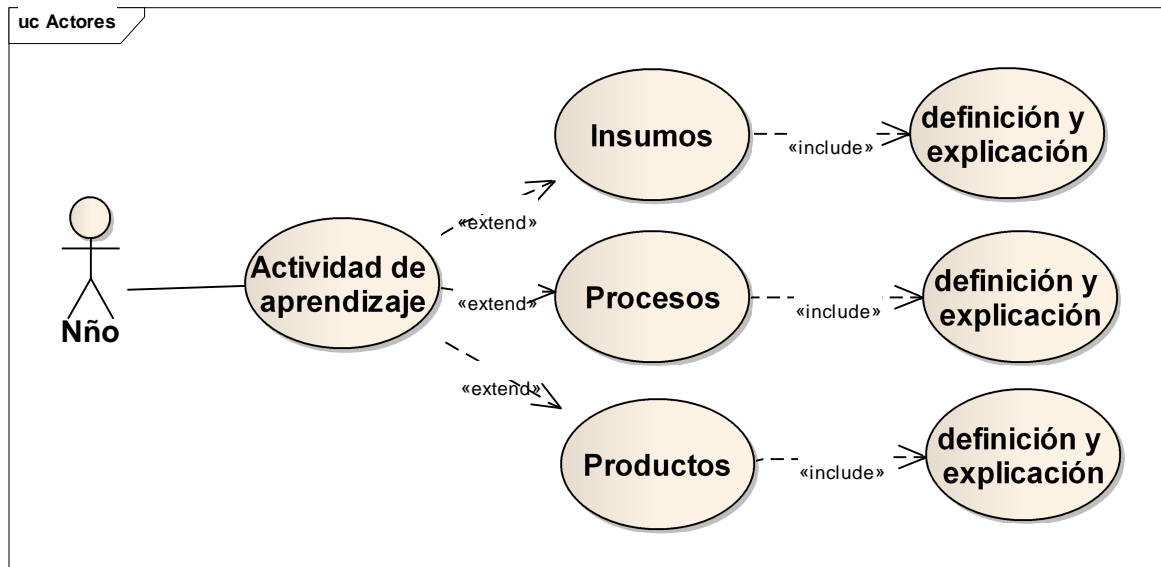 uc Actores
Insumos
definición y
explicación
«include»
«extend»
Actividad de
aprendizaje
Nño
«extend»
Procesos
«include»
definición y
explicación
«extend»
Productos
«include»
definición y
explicación